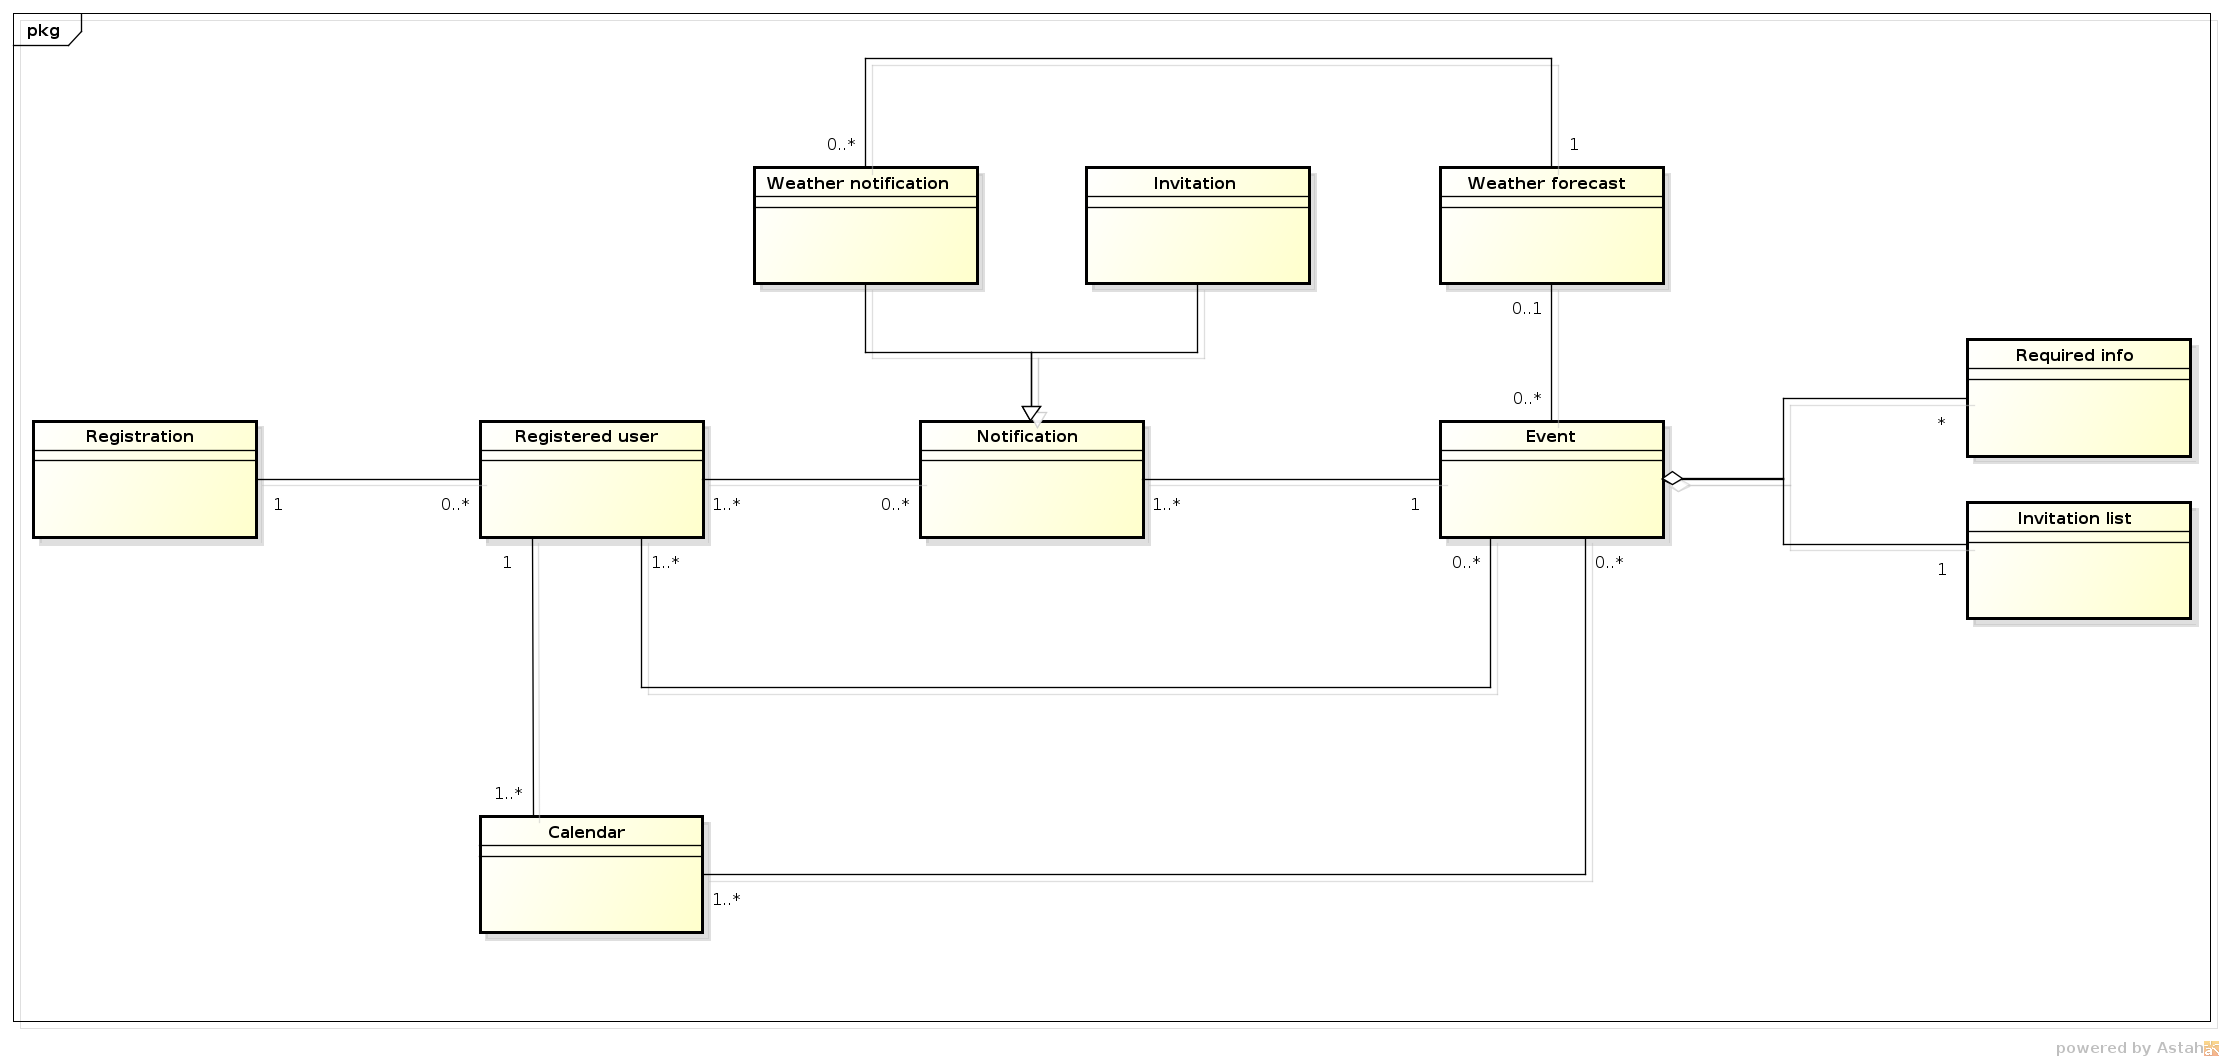 pkg
0..*
1
Weather notification
Invitation
Weather forecast
0..1
Required info
0..*
*
Registration
Registered user
Notification
Event
1
0..*
1..*
0..*
1..*
1
Invitation list
1
1..*
0..*
0..*
1
1..*
Calendar
1..*
powered by Astah